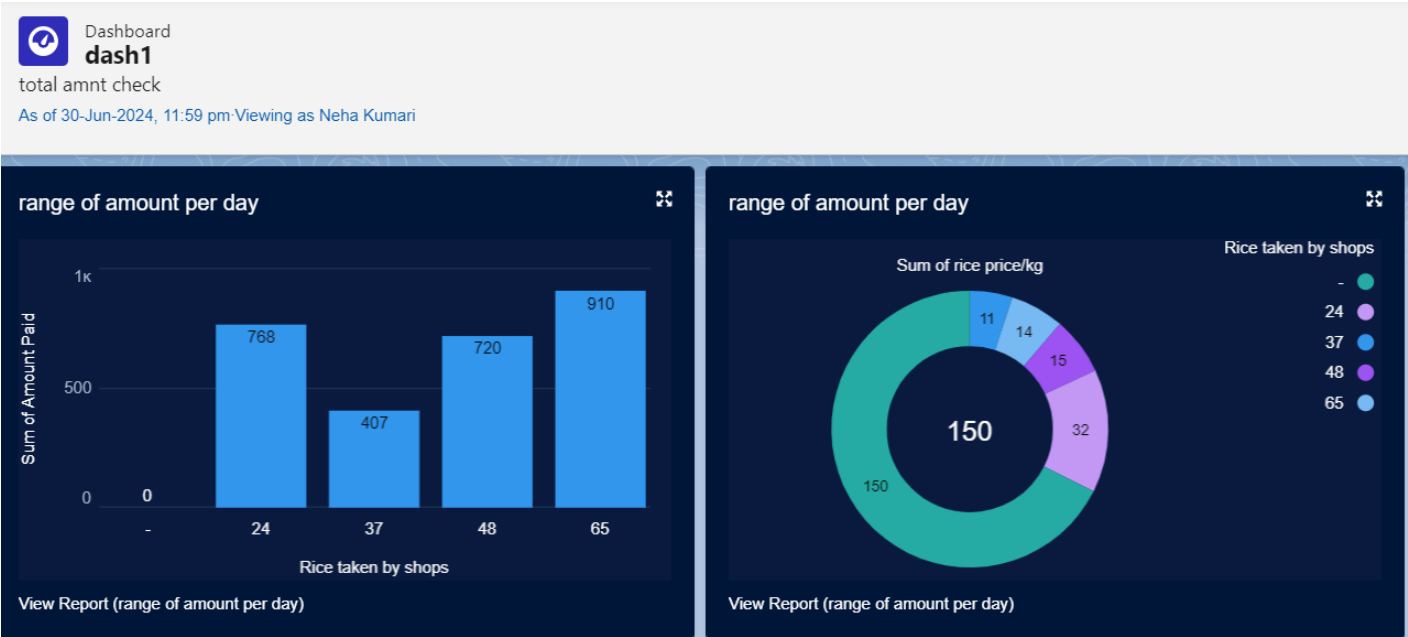 Dashboard
dash1
total amnt check
As of 30-Jun-2024, 11:59 pm·Viewing as Neha Kumari
range of amount per day
1K
500
0
Sum of Amount Paid
0
768
407
720
910
-
24
37
48
65
Rice taken by shops
View Report (range of amount per day)
range of amount per day
Sum of rice price/kg
11
14
15
32
150
150
Rice taken by shops
-
24
37
48
65
View Report (range of amount per day)